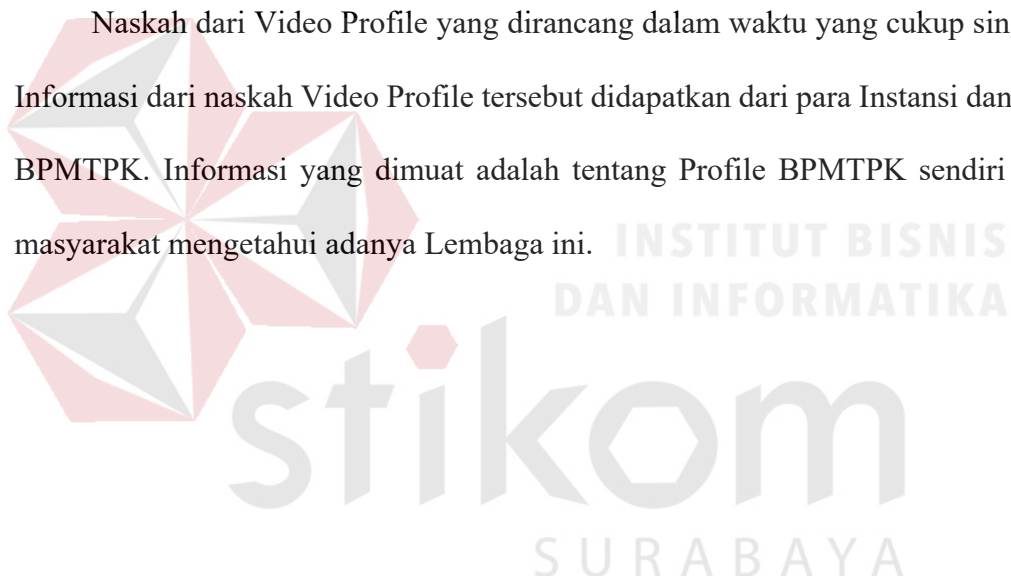 Naskah dari Video Profile yang dirancang dalam waktu yang cukup sin
Informasi dari naskah Video Profile tersebut didapatkan dari para Instansi dan
BPMTPK. Informasi yang dimuat adalah tentang Profile BPMTPK sendiri
masyarakat mengetahui adanya Lembaga ini.
INSTITUT BISNIS
DAN INFORMATIKA
stikom
SURABAYA